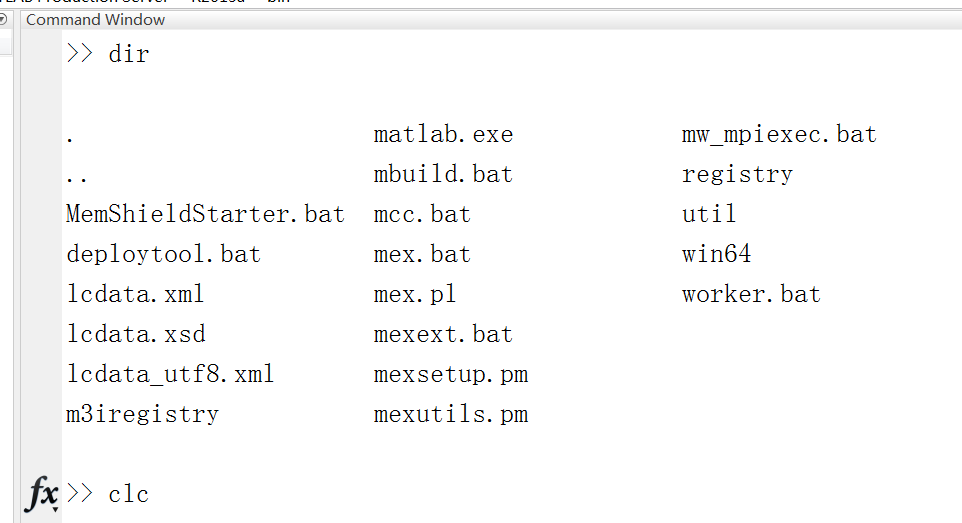 Command Window
>> dir
. matlab.exe mw_mpiexec.bat
.. mbuild.bat registry
MemShieldStarter.bat mcc.bat util
deploytool.bat mex.bat win64
lcdata.xml mex.pl worker.bat
lcdata.xsd mexext.bat
lcdata_utf8.xml mexsetup.pm
m3iregistry mexutils.pm
fx >> clc